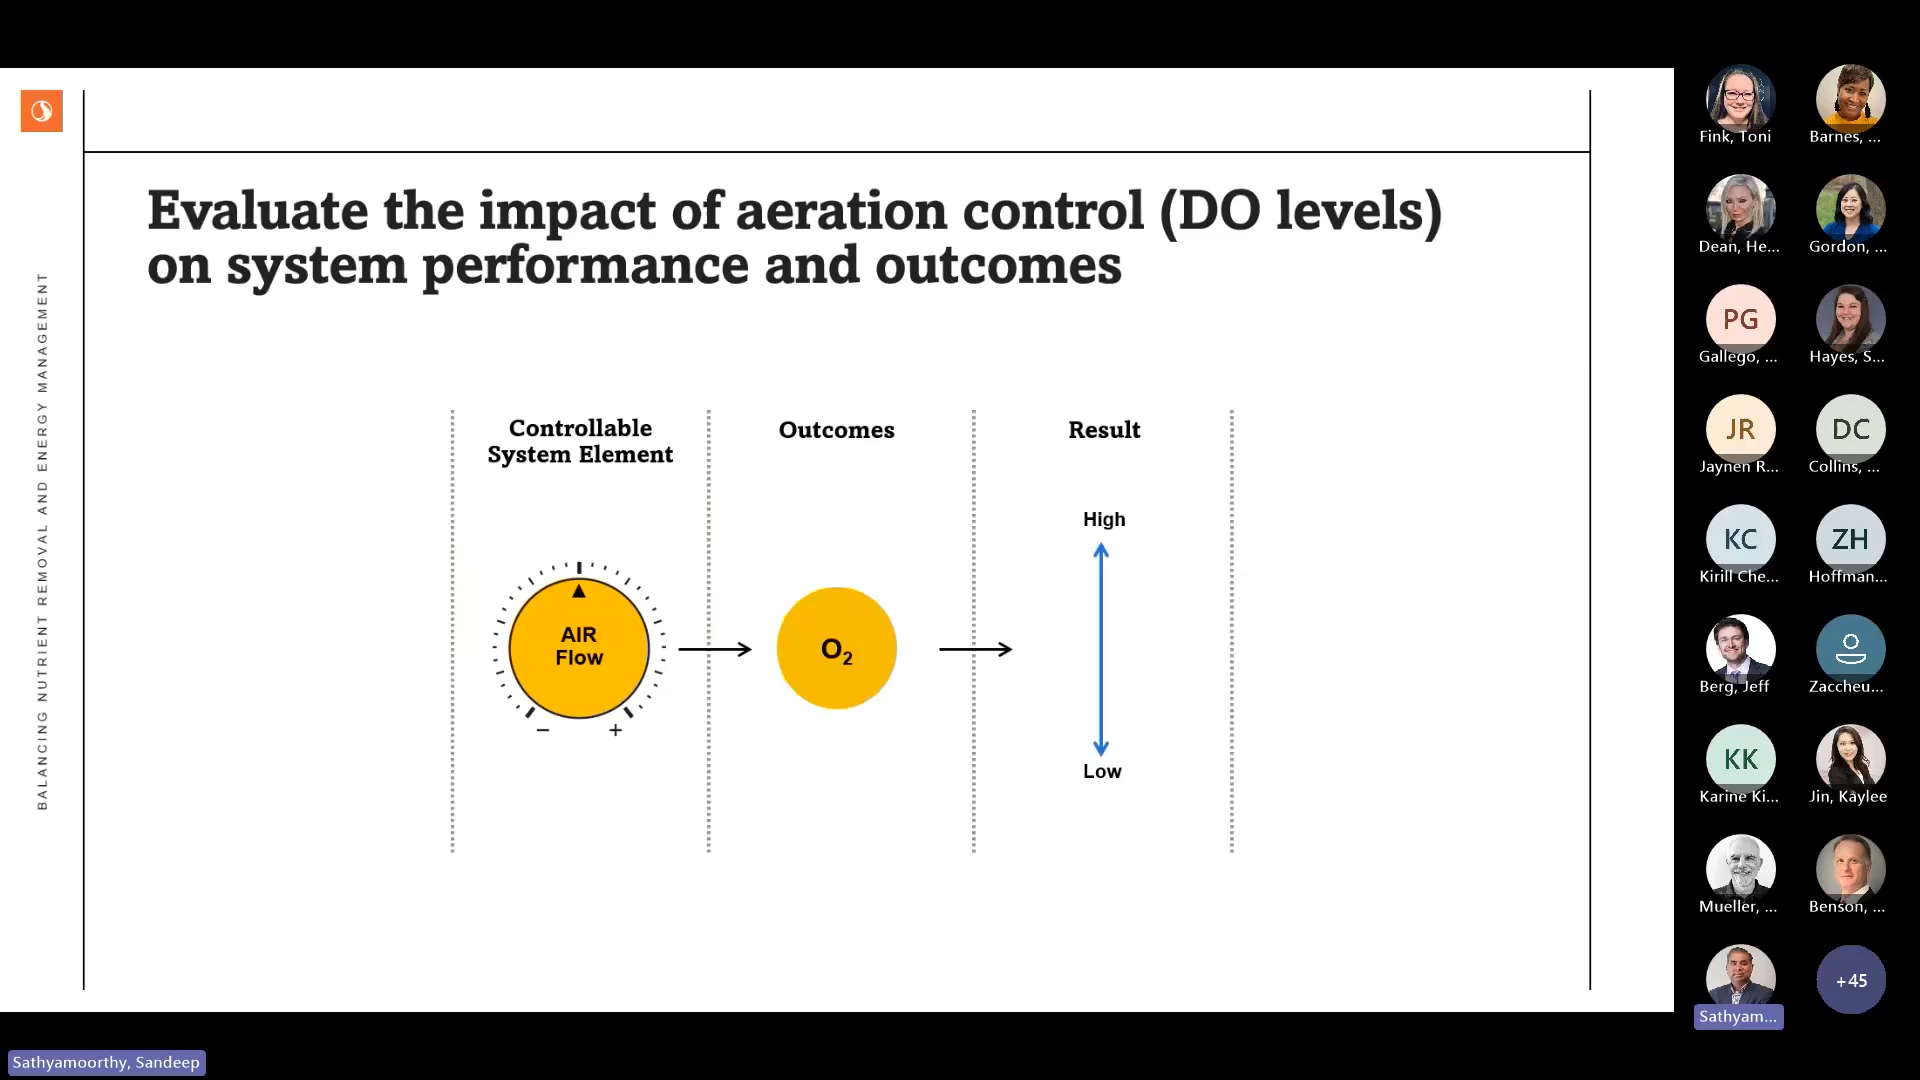 BALANCING NUTRIENT REMOVAL AND ENERGY MANAGEMENT
Evaluate the impact of aeration control (DO levels)
on system performance and outcomes
Controllable
System Element
Outcomes
Result
AIR
Flow
−
+
O₂
High
Low
Fink, Toni
Barnes, ...
Dean, He...
Gordon, ...
PG
Gallego, ...
Hayes, S...
JR
Jaynen R...
DC
Collins, ...
KC
Kirill Che...
ZH
Hoffman...
Berg, Jeff
Zaccheu...
KK
Karine Ki...
Jin, Kaylee
Mueller, ...
Benson, ...
Sathyam...
+45
Sathyamoorthy, Sandeep